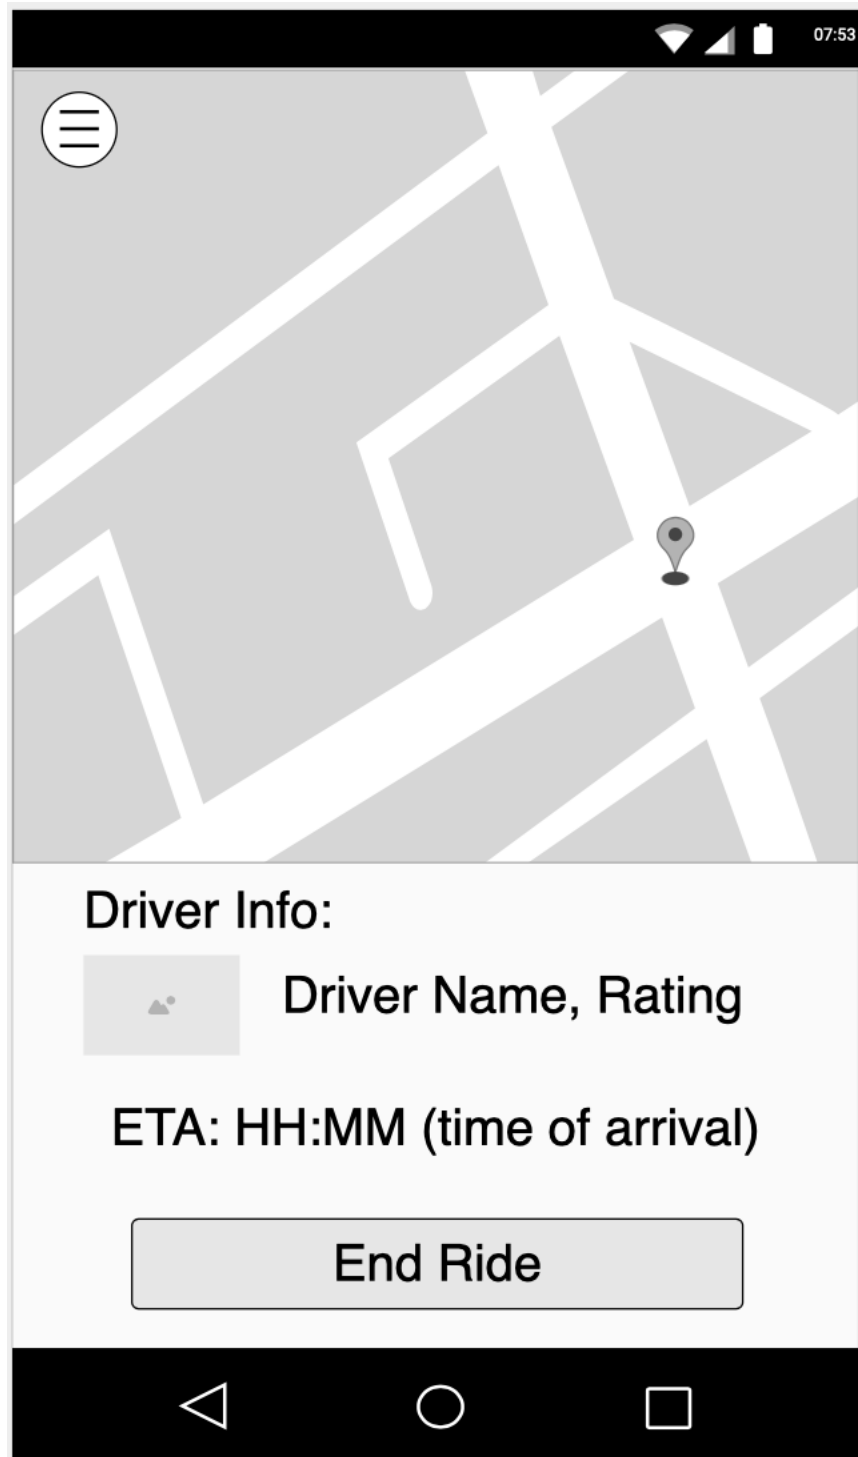 07:53
Driver Info:
Driver Name, Rating
ETA: HH:MM (time of arrival)
End Ride